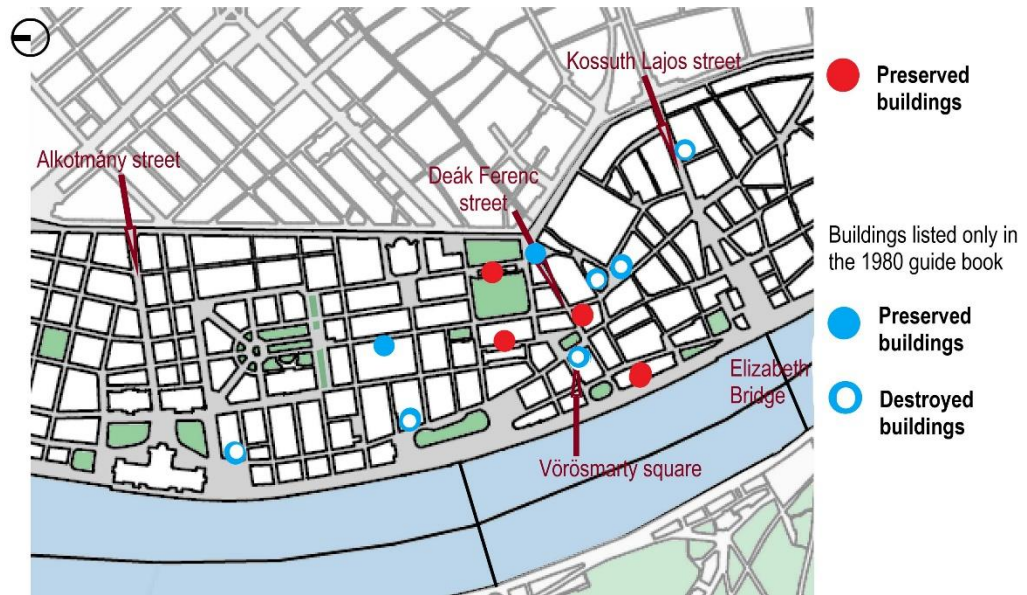 Kossuth Lajos street
Alkotmány street
Deák Ferenc
street
Elizabeth
Bridge
Vörösmarty square
Preserved
buildings
Buildings listed only in
the 1980 guide book
Preserved
buildings
Destroyed
buildings